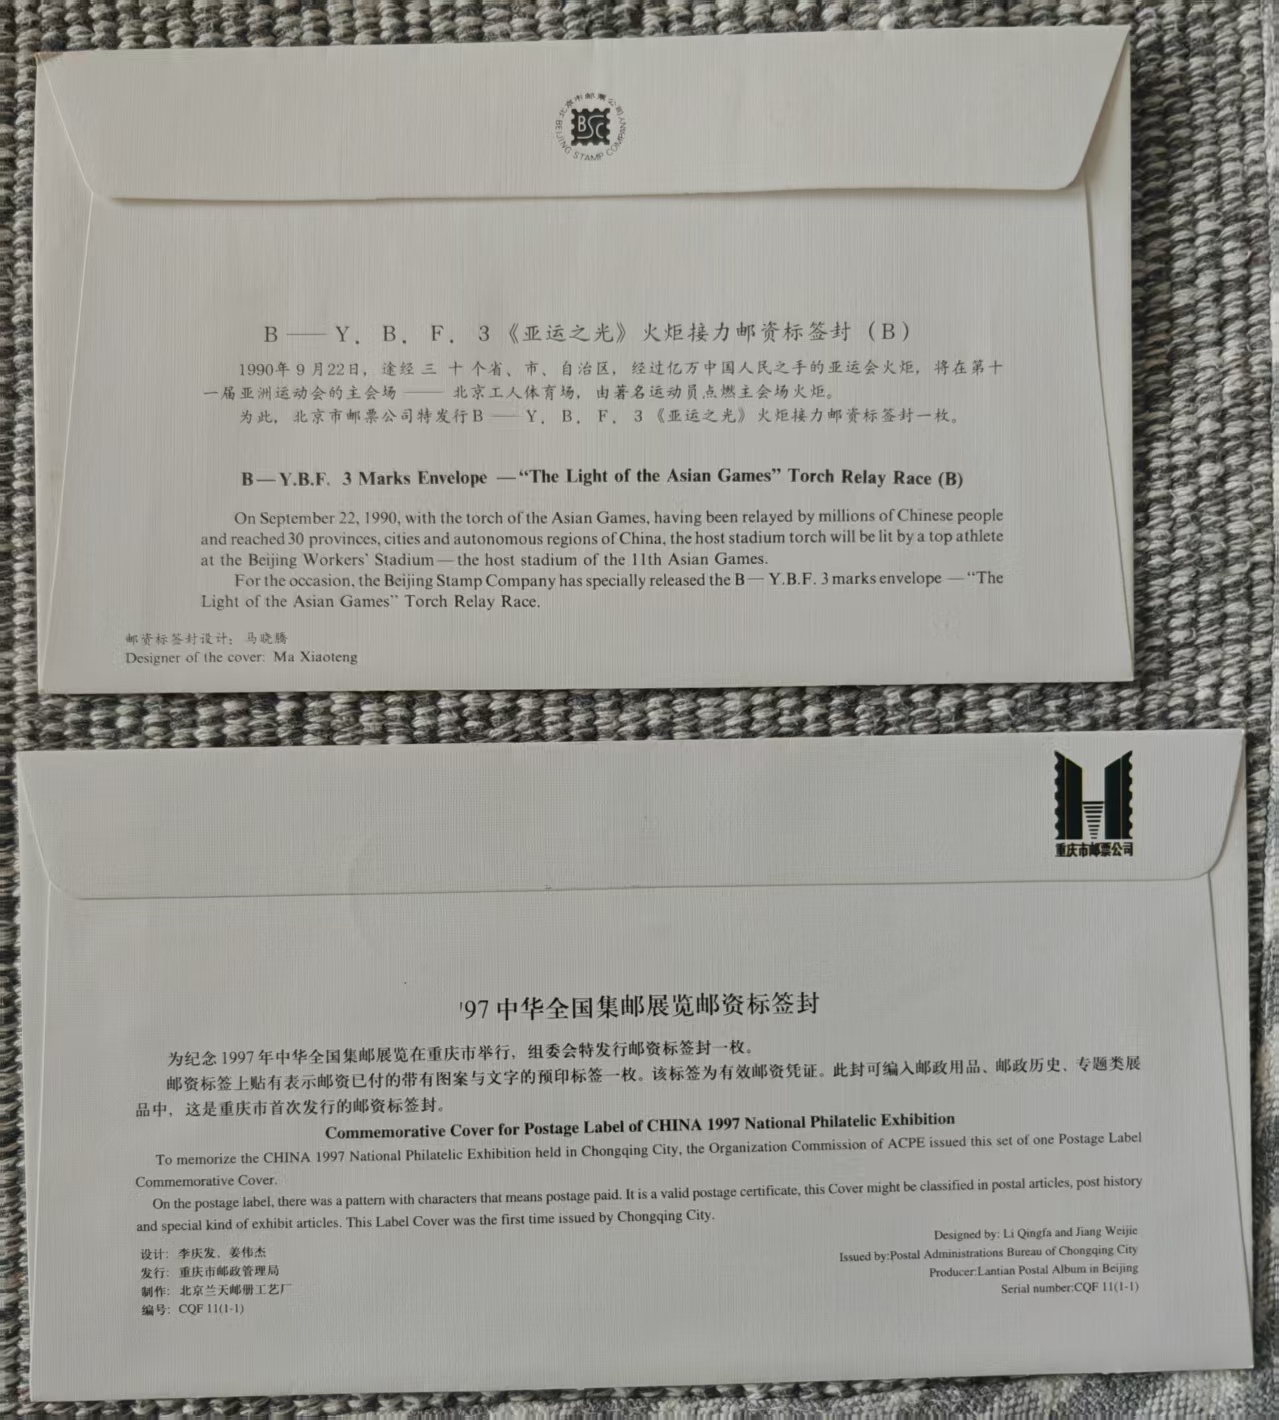 北京市邮票公司
BSC
BEIJING STAMP COMPANY
B——Y．B．F．3《亚运之光》火炬接力邮资标签封（B）
1990年9月22日，途经三十个省、市、自治区，经过亿万中国人民之手的亚运会火炬，将在第十
一届亚洲运动会的主会场——北京工人体育场，由著名运动员点燃主会场火炬。
为此，北京市邮票公司特发行B——Y．B．F．3《亚运之光》火炬接力邮资标签封一枚。
B—Y.B.F. 3 Marks Envelope —“The Light of the Asian Games” Torch Relay Race (B)
On September 22, 1990, with the torch of the Asian Games, having been relayed by millions of Chinese people
and reached 30 provinces, cities and autonomous regions of China, the host stadium torch will be lit by a top athlete
at the Beijing Workers’ Stadium—the host stadium of the 11th Asian Games.
For the occasion, the Beijing Stamp Company has specially released the B—Y.B.F. 3 marks envelope —“The
Light of the Asian Games” Torch Relay Race.
邮资标签封设计：马晓腾
Designer of the cover: Ma Xiaoteng
重庆市邮票公司
'97中华全国集邮展览邮资标签封
为纪念1997年中华全国集邮展览在重庆市举行，组委会特发行邮资标签封一枚。
邮资标签上贴有表示邮资已付的带有图案与文字的预印标签一枚。该标签为有效邮资凭证。此封可编入邮政用品、邮政历史、专题类展
品中，这是重庆市首次发行的邮资标签封。
Commemorative Cover for Postage Label of CHINA 1997 National Philatelic Exhibition
To memorize the CHINA 1997 National Philatelic Exhibition held in Chongqing City, the Organization Commission of ACPE issued this set of one Postage Label
Commemorative Cover.
On the postage label, there was a pattern with characters that means postage paid. It is a valid postage certificate, this Cover might be classified in postal articles, post history
and special kind of exhibit articles. This Label Cover was the first time issued by Chongqing City.
设计：李庆发、姜伟杰
发行：重庆市邮政管理局
制作：北京兰天邮册工艺厂
编号：CQF 11(1-1)
Designed by: Li Qingfa and Jiang Weijie
Issued by:Postal Administrations Bureau of Chongqing City
Producer:Lantian Postal Album in Beijing
Serial number:CQF 11(1-1)